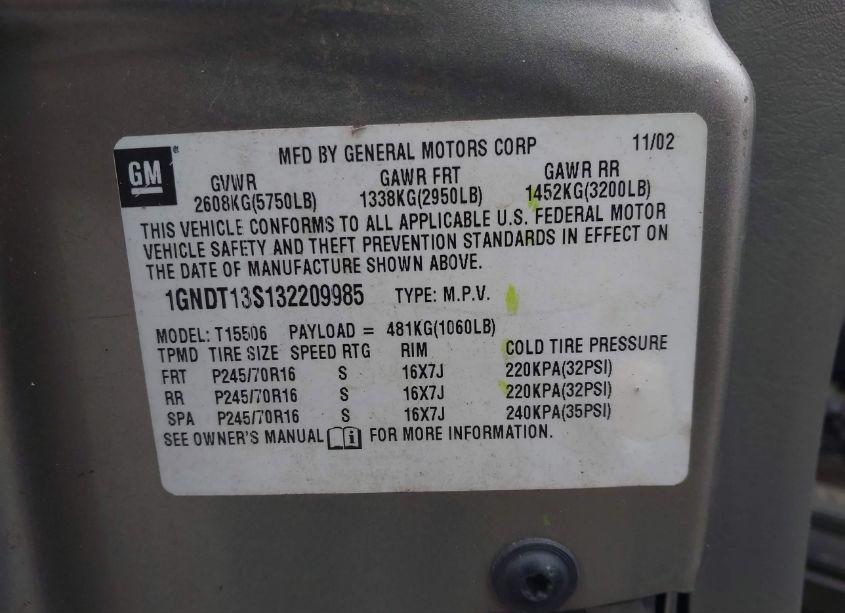 GM
MFD BY GENERAL MOTORS CORP 11/02
GVWR GAWR FRT GAWR RR
2608KG(5750LB) 1338KG(2950LB) 1452KG(3200LB)
THIS VEHICLE CONFORMS TO ALL APPLICABLE U.S. FEDERAL MOTOR
VEHICLE SAFETY AND THEFT PREVENTION STANDARDS IN EFFECT ON
THE DATE OF MANUFACTURE SHOWN ABOVE.
1GNDT13S132209985 TYPE: M.P.V.
MODEL: T15506 PAYLOAD = 481KG(1060LB)
TPMD TIRE SIZE SPEED RTG RIM COLD TIRE PRESSURE
FRT P245/70R16 S 16X7J 220KPA(32PSI)
RR P245/70R16 S 16X7J 220KPA(32PSI)
SPA P245/70R16 S 16X7J 240KPA(35PSI)
SEE OWNER'S MANUAL i FOR MORE INFORMATION.